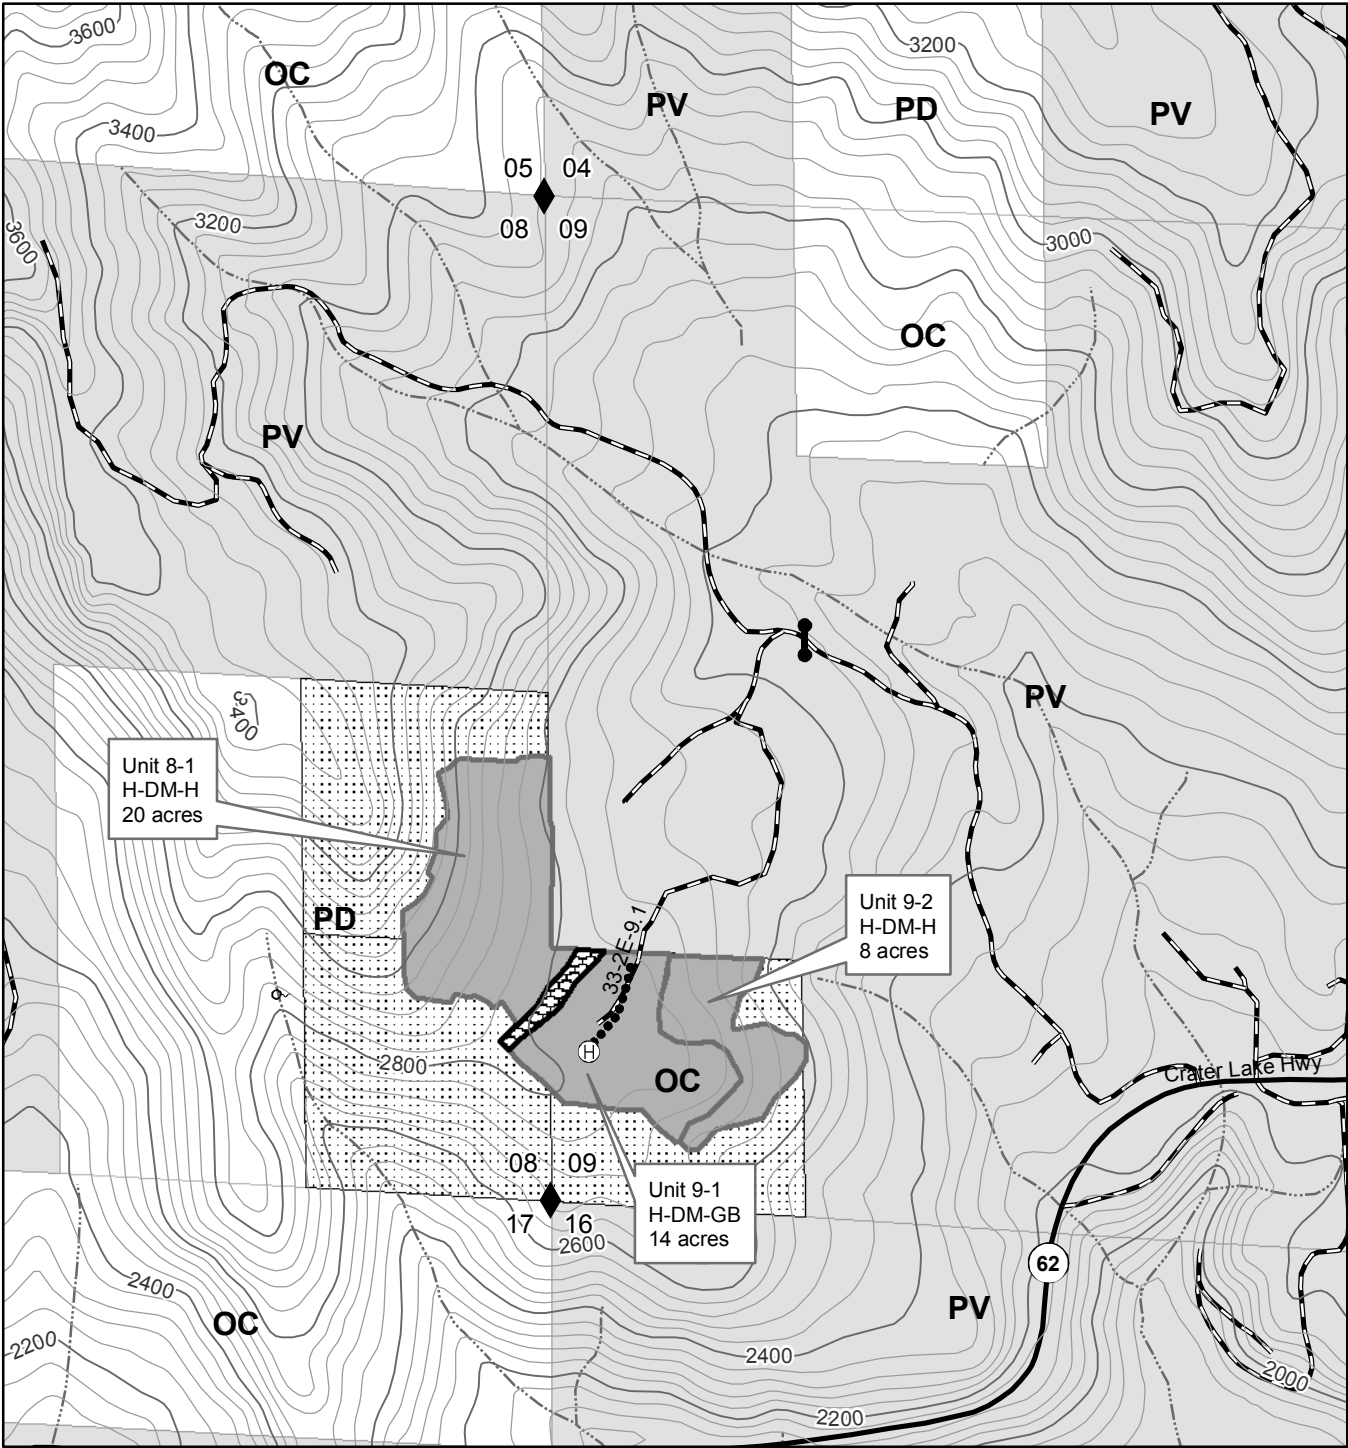 3600
OC
3200
PV
PD
PV
3400
05 04
3200
08 09
3600
3000
OC
PV
PV
3400
Unit 8-1
H-DM-H
20 acres
Unit 9-2
H-DM-H
8 acres
PD
33-2E-9.1
H
2800
OC
Crater Lake Hwy
08 09
Unit 9-1
H-DM-GB
14 acres
17 16
2600
62
2400
OC
PV
2200
2400
2000
2200